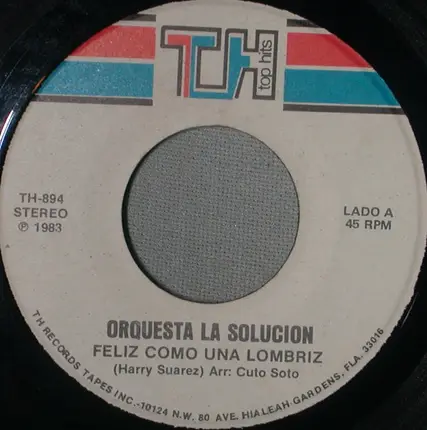 TH
top hits
TH-894
STEREO
℗ 1983
LADO A
45 RPM
ORQUESTA LA SOLUCION
FELIZ COMO UNA LOMBRIZ
(Harry Suarez) Arr: Cuto Soto
TH RECORDS TAPES INC.-10124 N.W. 80 AVE. HIALEAH-GARDENS, FLA. 33016